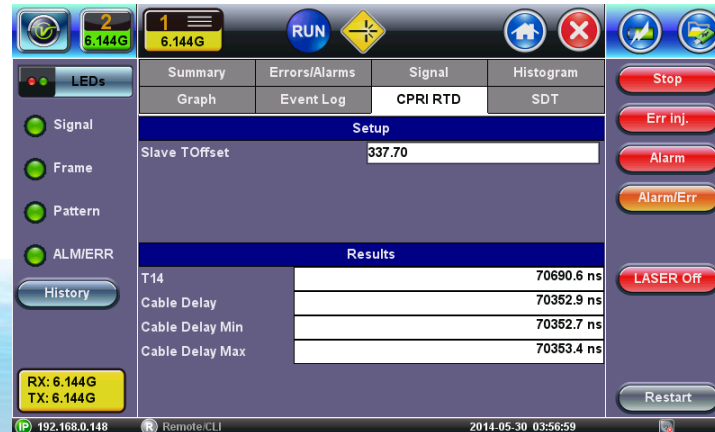 2
6.144G
1
6.144G
RUN
LEDs
Summary Errors/Alarms Signal Histogram
Graph Event Log CPRI RTD SDT
Stop
Signal
Setup
Err inj.
Slave TOffset 337.70
Alarm
Frame
Alarm/Err
Pattern
ALM/ERR
Results
T14 70690.6 ns
LASER Off
History
Cable Delay 70352.9 ns
Cable Delay Min 70352.7 ns
Cable Delay Max 70353.4 ns
RX: 6.144G
TX: 6.144G
Restart
IP 192.168.0.148 R Remote/CLI 2014-05-30 03:56:59